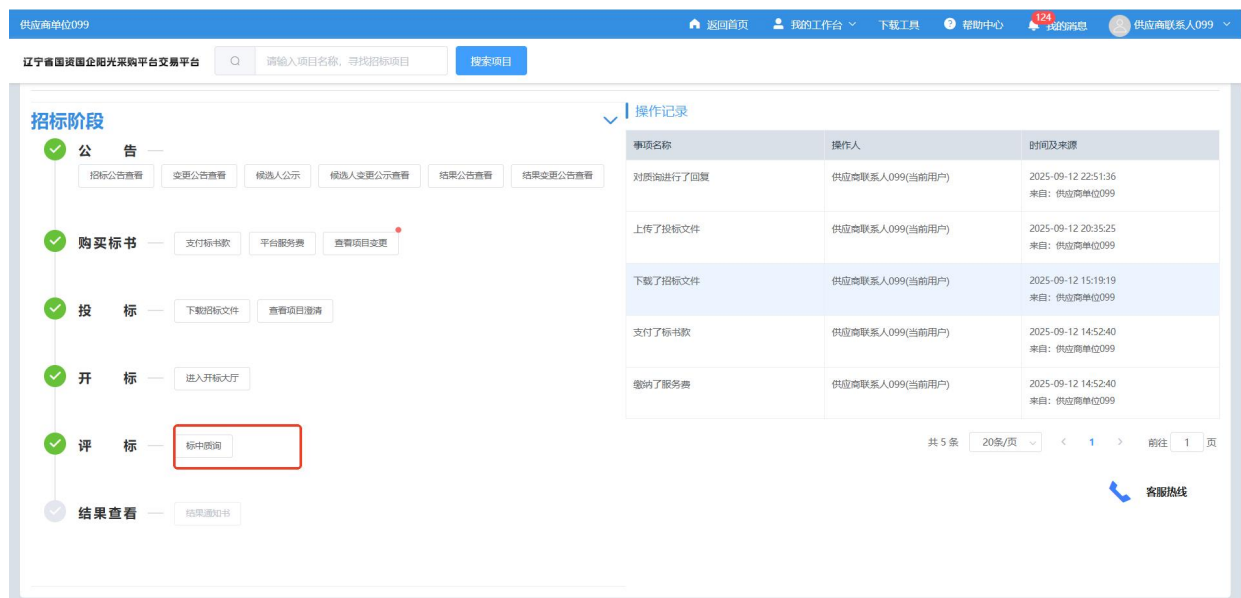 供应商单位099 返回首页 我的工作台 下载工具 帮助中心 124 我的消息 供应商联系人099
辽宁省国资国企阳光采购平台交易平台 请输入项目名称、寻找招标项目 搜索项目
招标阶段
公 告
招标公告查看 变更公告查看 候选人公示 候选人变更公示查看 结果公告查看 结果变更公告查看
购买标书 支付标书款 平台服务费 查看项目变更
投 标 下载招标文件 查看项目澄清
开 标 进入开标大厅
评 标 标中质询
结果查看 结果通知书
操作记录
事项名称 操作人 时间及来源
对质询进行了回复 供应商联系人099(当前用户) 2025-09-12 22:51:36
来自：供应商单位099
上传了投标文件 供应商联系人099(当前用户) 2025-09-12 20:35:25
来自：供应商单位099
下载了招标文件 供应商联系人099(当前用户) 2025-09-12 15:19:19
来自：供应商单位099
支付了标书款 供应商联系人099(当前用户) 2025-09-12 14:52:40
来自：供应商单位099
缴纳了服务费 供应商联系人099(当前用户) 2025-09-12 14:52:40
来自：供应商单位099
共 5 条 20条/页 1 前往 1 页
客服热线